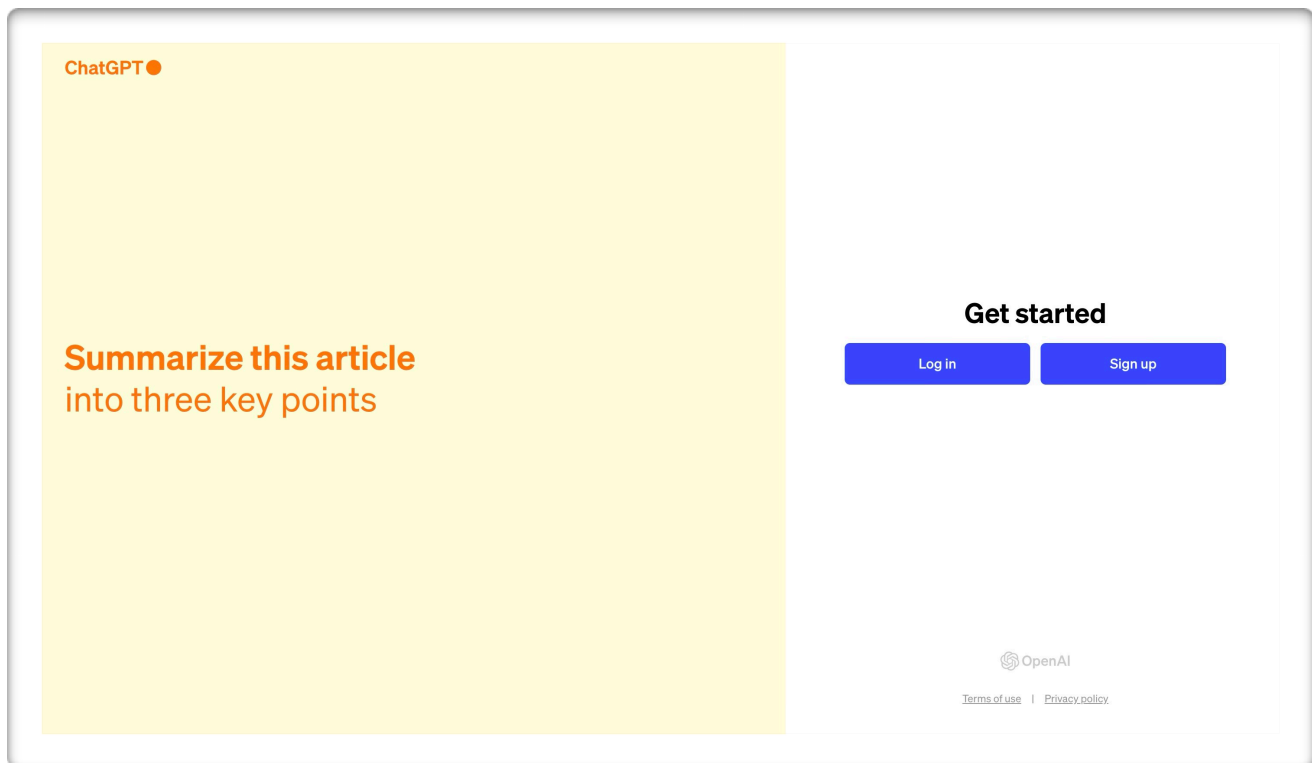 ChatGPT
Summarize this article
into three key points
Get started
Log in Sign up
OpenAI
Terms of use | Privacy policy